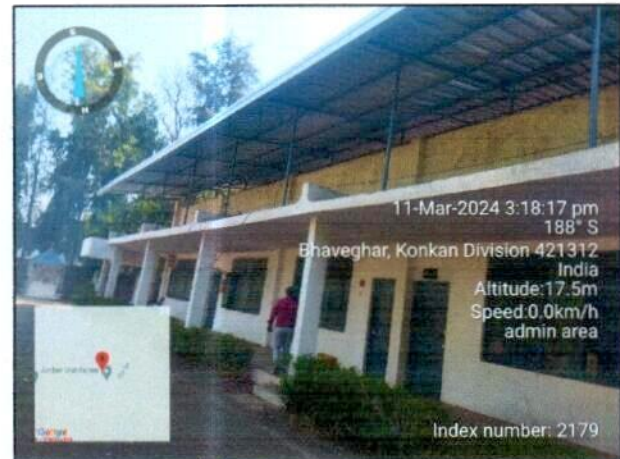 11-Mar-2024 3:18:17 pm
188° S
Bhaveghar, Konkan Division 421312
India
Altitude:17.5m
Speed:0.0km/h
admin area
Index number: 2179